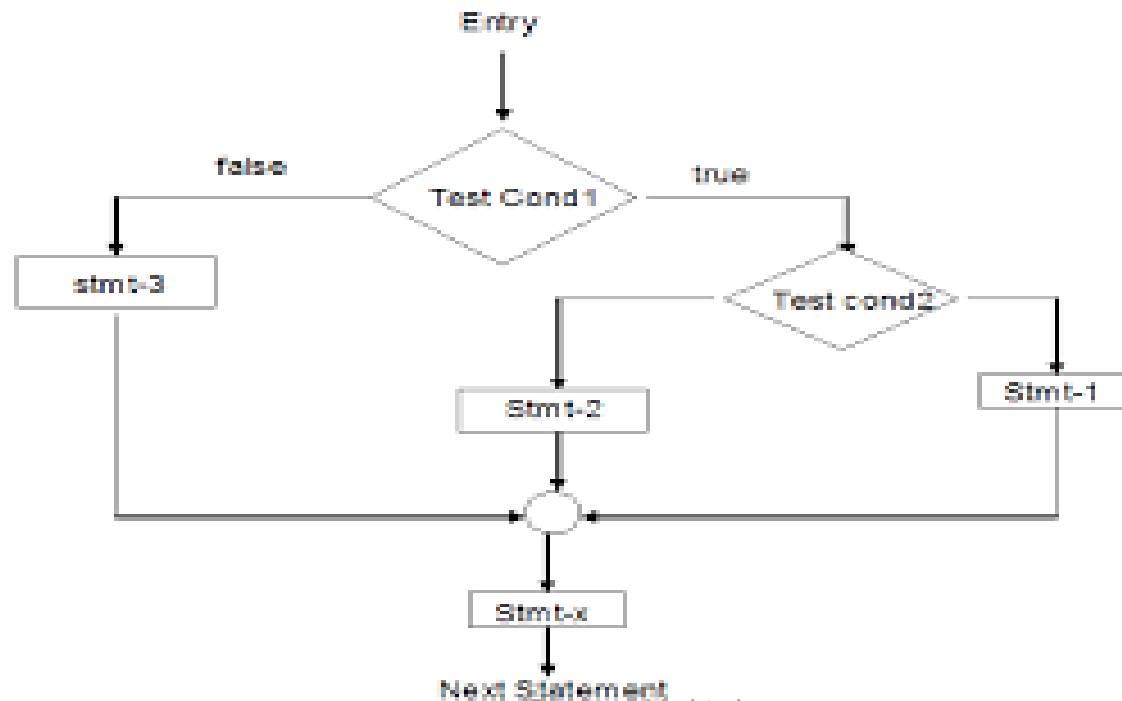 Entry
false
true
Test Cond1
stmt-3
Test cond2
Stmt-1
Stmt-2
Stmt-x
Next Statement